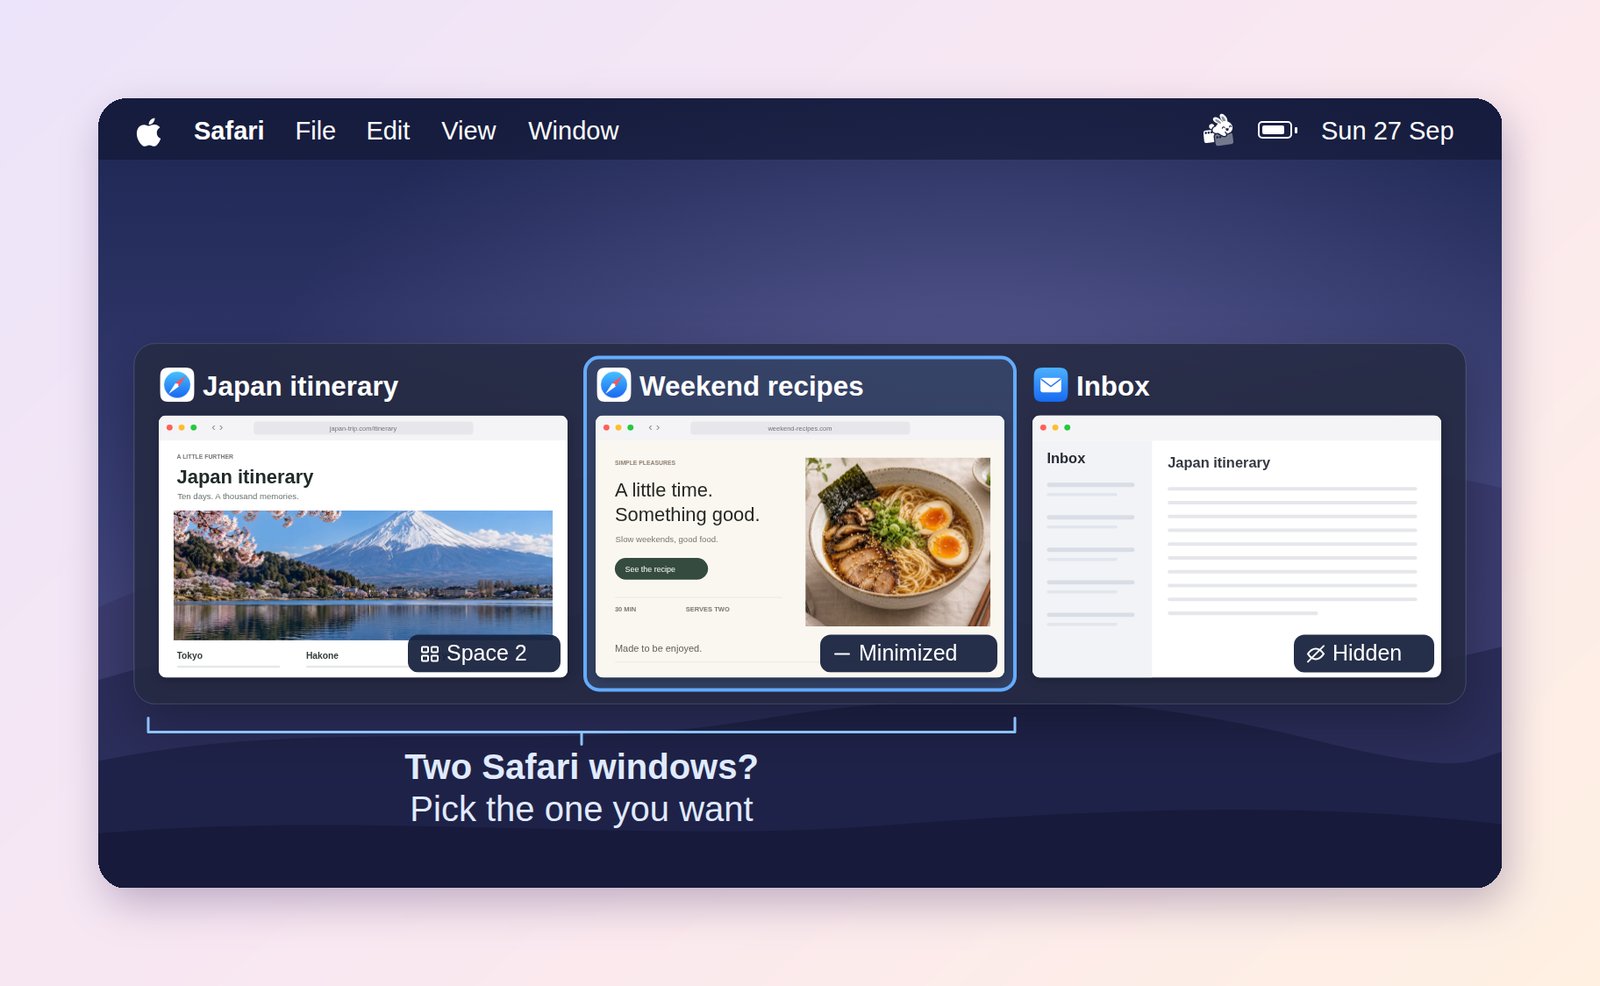 Safari File Edit View Window Sun 27 Sep
Japan itinerary
japan-trip.com/itinerary
A LITTLE FURTHER
Japan itinerary
Ten days. A thousand memories.
Tokyo Hakone
Space 2
Weekend recipes
weekend-recipes.com
SIMPLE PLEASURES
A little time.
Something good.
Slow weekends, good food.
See the recipe
30 MIN SERVES TWO
Made to be enjoyed.
Minimized
Inbox
Inbox
Japan itinerary
Hidden
Two Safari windows?
Pick the one you want